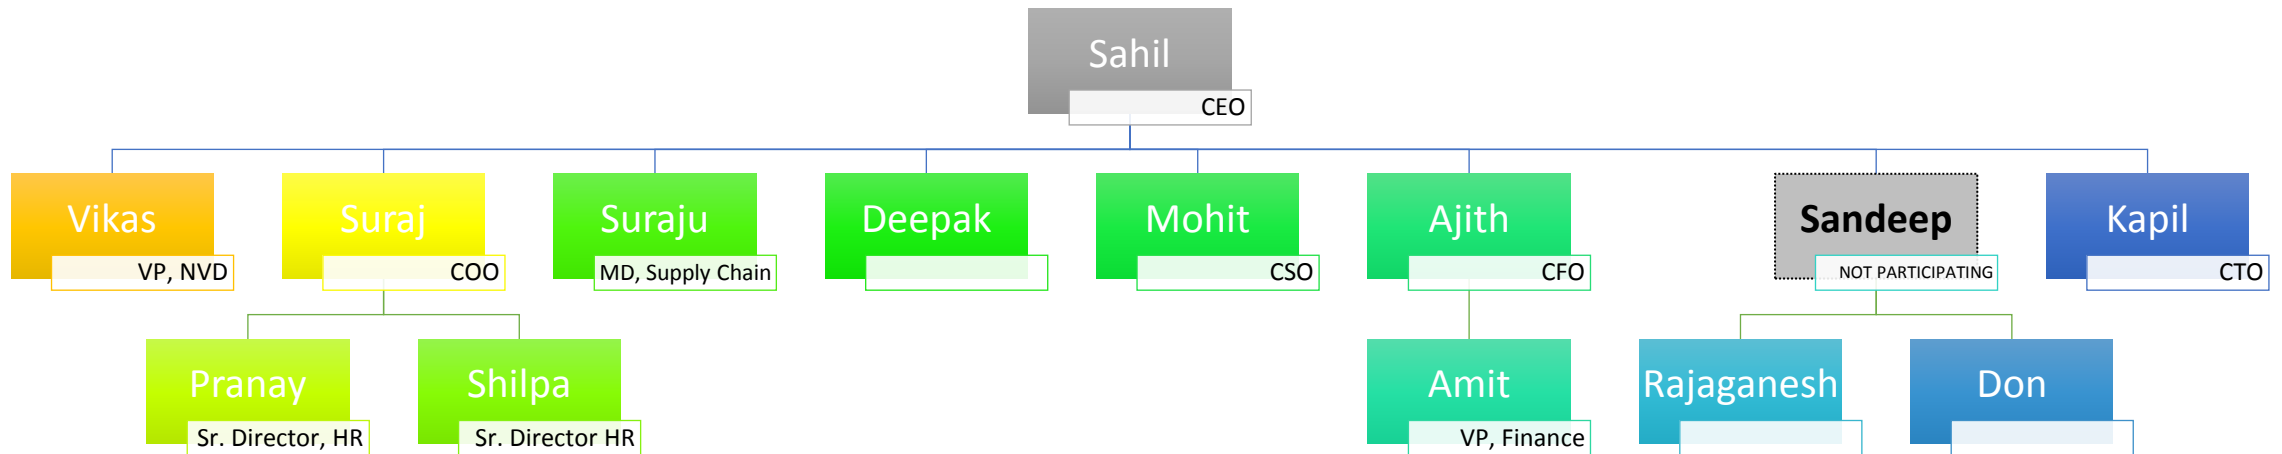 Sahil
CEO
Vikas
VP, NVD
Suraj
COO
Suraju
MD, Supply Chain
Deepak
Mohit
CSO
Ajith
CFO
Sandeep
NOT PARTICIPATING
Kapil
CTO
Pranay
Sr. Director, HR
Shilpa
Sr. Director HR
Amit
VP, Finance
Rajaganesh
Don